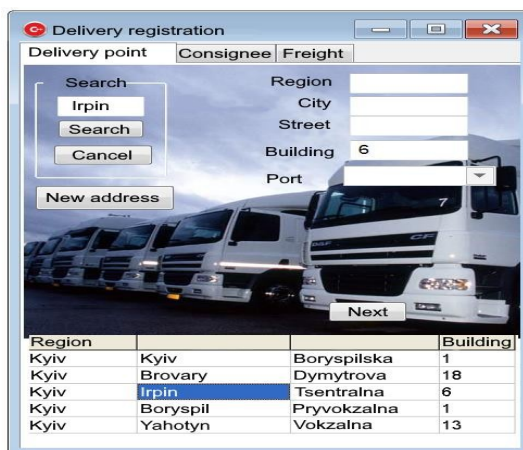 Delivery registration
Delivery point Consignee Freight
Search
Irpin
Search
Cancel
New address
Region
City
Street
Building 6
Port
7
DAF
CF
Next
Region Building
Kyiv Kyiv Boryspilska 1
Kyiv Brovary Dymytrova 18
Kyiv Irpin Tsentralna 6
Kyiv Boryspil Pryvokzalna 1
Kyiv Yahotyn Vokzalna 13